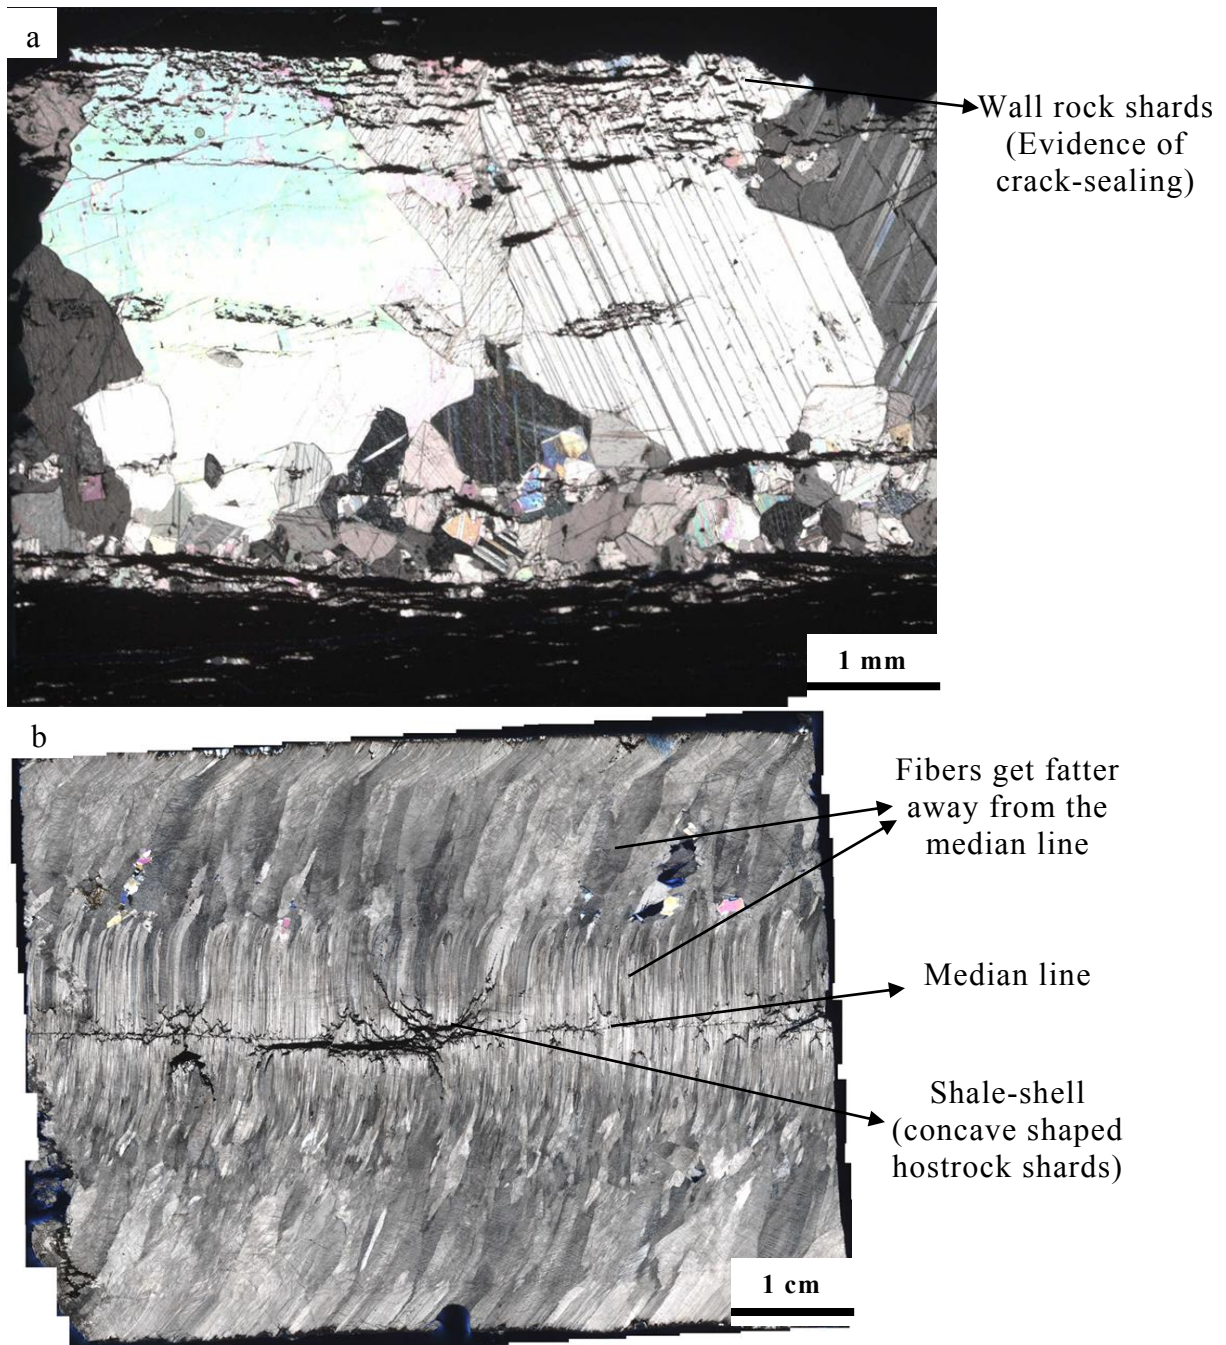 a
Wall rock shards
(Evidence of
crack-sealing)
1 mm
b
Fibers get fatter
away from the
median line
Median line
Shale-shell
(concave shaped
hostrock shards)
1 cm